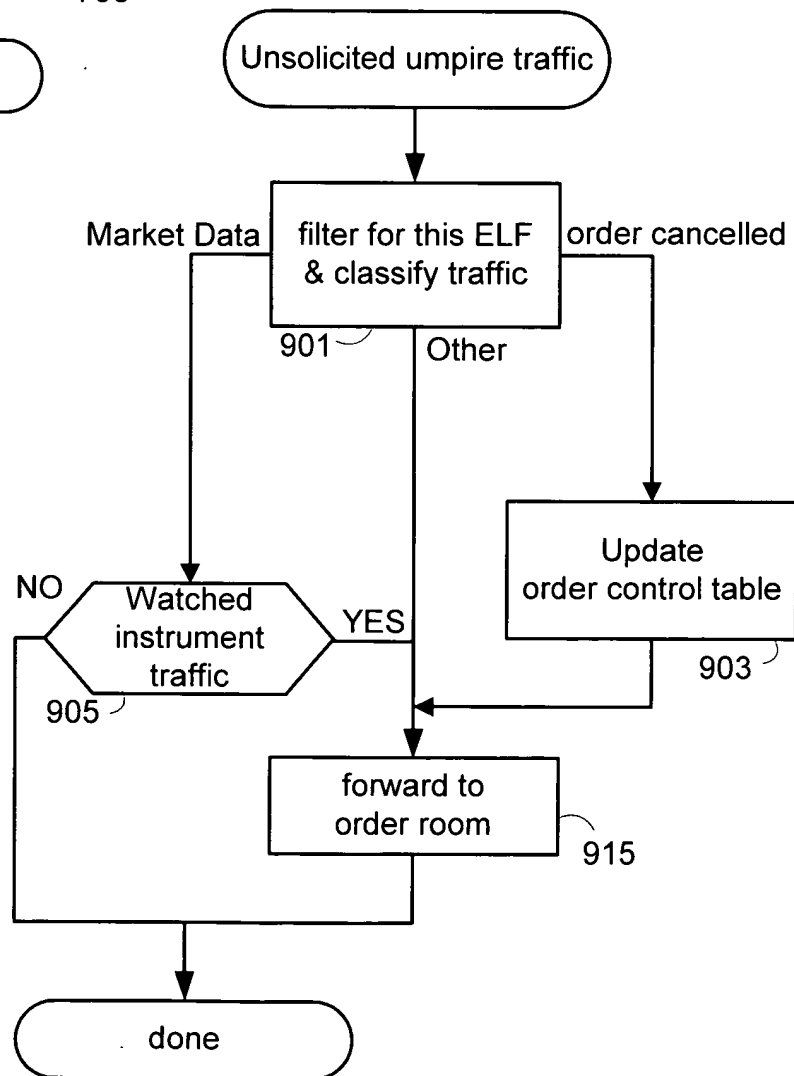 Unsolicited umpire traffic
Market Data
filter for this ELF
& classify traffic
order cancelled
901
Other
Update
order control table
903
NO
Watched
instrument
traffic
YES
905
forward to
order room
915
done